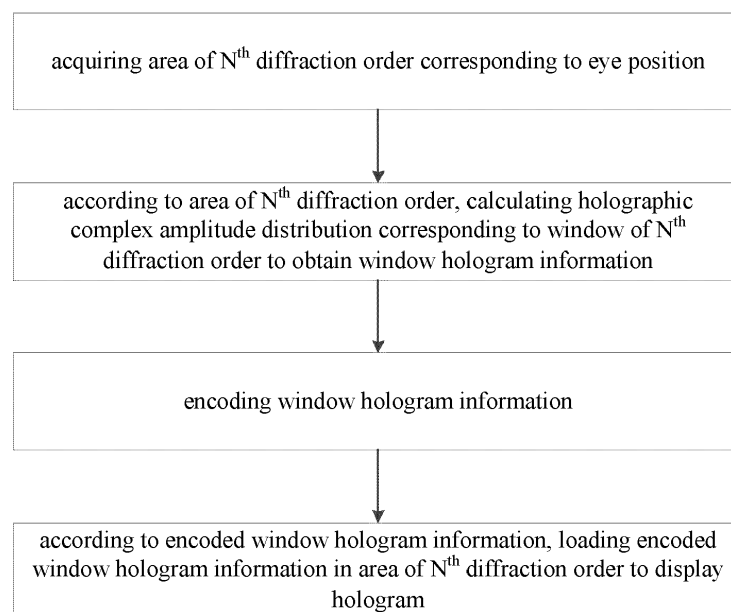 acquiring area of Nth diffraction order corresponding to eye position
according to area of Nth diffraction order, calculating holographic
complex amplitude distribution corresponding to window of Nth
diffraction order to obtain window hologram information
encoding window hologram information
according to encoded window hologram information, loading encoded
window hologram information in area of Nth diffraction order to display
hologram